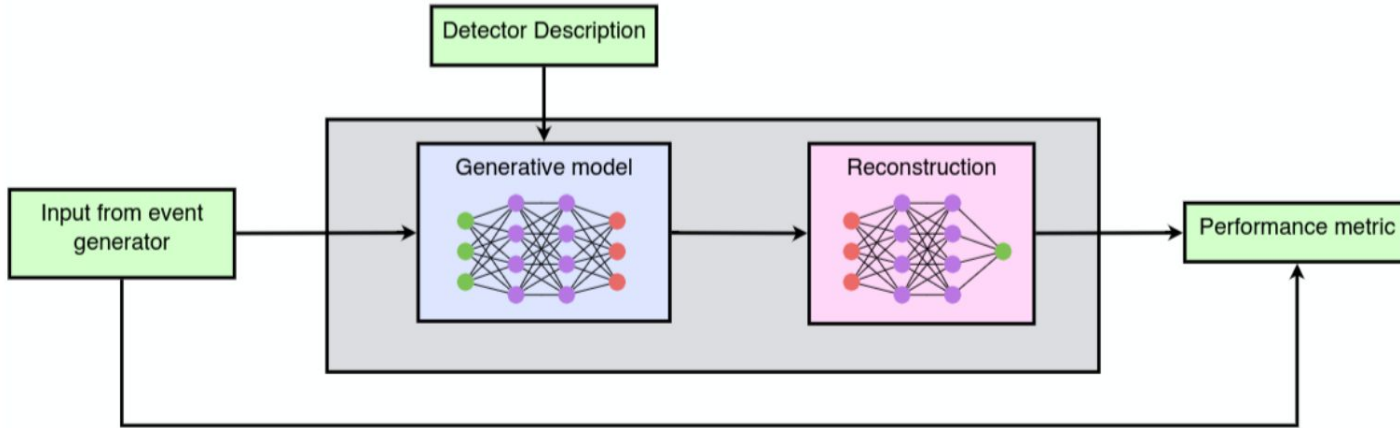 Detector Description
Generative model
Reconstruction
Input from event
generator
Performance metric